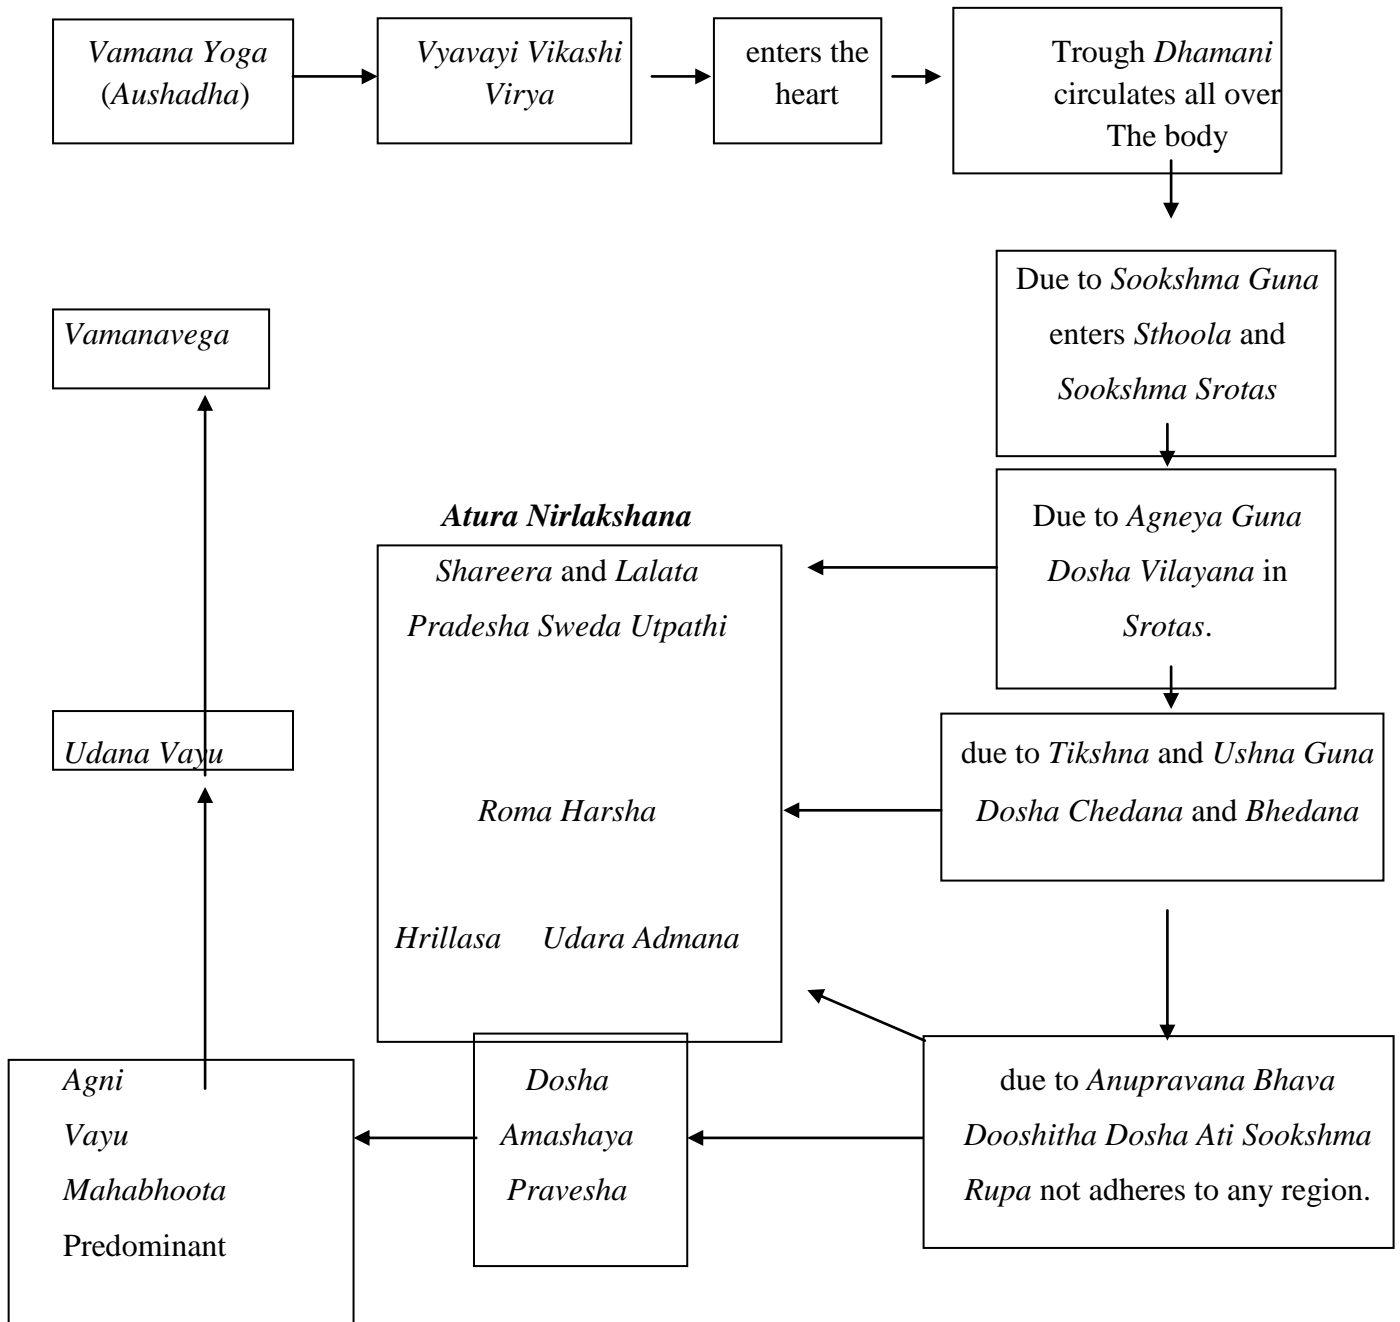 Vamana Yoga
(Aushadha)
Vyavayi Vikashi
Virya
enters the
heart
Trough Dhamani
circulates all over
The body
Due to Sookshma Guna
enters Sthoola and
Sookshma Srotas
Due to Agneya Guna
Dosha Vilayana in
Srotas.
due to Tikshna and Ushna Guna
Dosha Chedana and Bhedana
due to Anupravana Bhava
Dooshitha Dosha Ati Sookshma
Rupa not adheres to any region.
Atura Nirlakshana
Shareera and Lalata
Pradesha Sweda Utpathi
Roma Harsha
Hrillasa Udara Admana
Dosha
Amashaya
Pravesha
Agni
Vayu
Mahabhoota
Predominant
Udana Vayu
Vamanavega